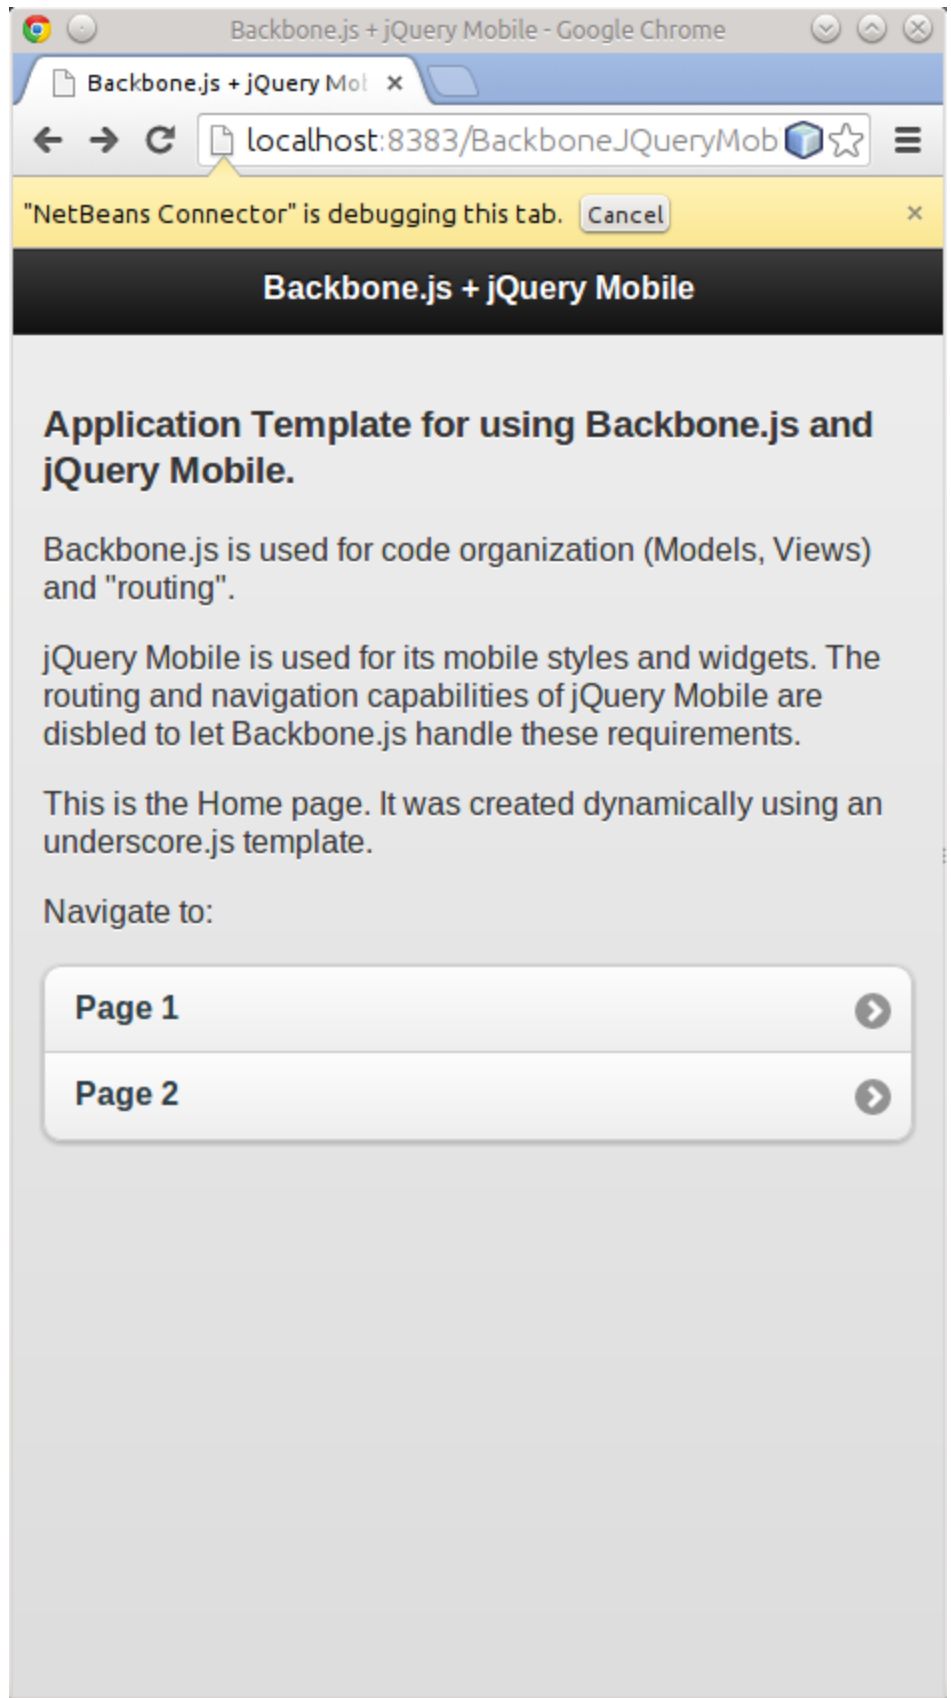 Backbone.js + jQuery Mobile - Google Chrome
Backbone.js + jQuery Mob
localhost:8383/BackboneJQueryMob
"NetBeans Connector" is debugging this tab. Cancel
Backbone.js + jQuery Mobile
Application Template for using Backbone.js and
jQuery Mobile.
Backbone.js is used for code organization (Models, Views)
and "routing".
jQuery Mobile is used for its mobile styles and widgets. The
routing and navigation capabilities of jQuery Mobile are
disbled to let Backbone.js handle these requirements.
This is the Home page. It was created dynamically using an
underscore.js template.
Navigate to:
Page 1
Page 2